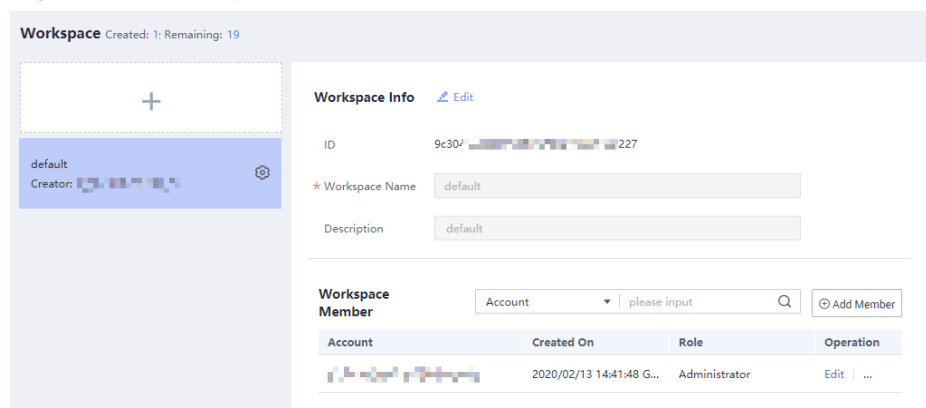 Workspace Created: 1; Remaining: 19
Workspace Info Edit
ID 9c304 227
default
Creator:
* Workspace Name default
Description default
Workspace Member Account please input Add Member
Account Created On Role Operation
2020/02/13 14:41:48 G... Administrator Edit ...